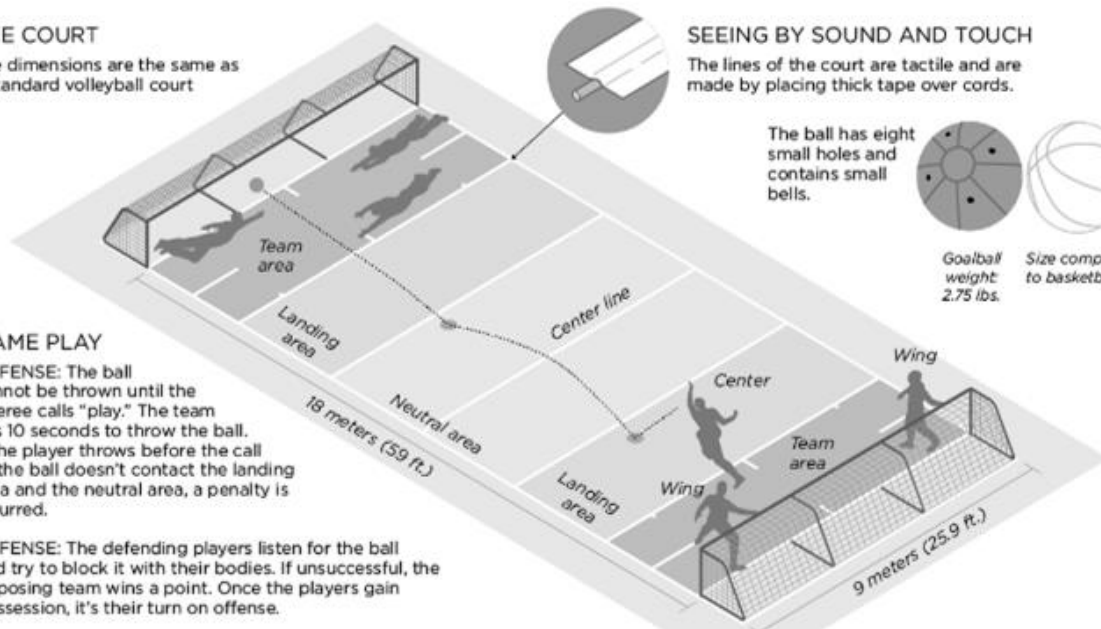 E COURT
e dimensions are the same as
tandard volleyball court
SEEING BY SOUND AND TOUCH
The lines of the court are tactile and are
made by placing thick tape over cords.
The ball has eight
small holes and
contains small
bells.
Goalball
weight:
2.75 lbs.
Size comp
to basketb
Team
area
Landing
area
Center line
Neutral area
18 meters (59 ft.)
Center
Wing
Team
area
Wing
Landing
area
9 meters (25.9 ft.)
AME PLAY
FENSE: The ball
nnot be thrown until the
eree calls "play." The team
s 10 seconds to throw the ball.
he player throws before the call
the ball doesn't contact the landing
a and the neutral area, a penalty is
urred.
FENSE: The defending players listen for the ball
d try to block it with their bodies. If unsuccessful, the
posing team wins a point. Once the players gain
ssession, it's their turn on offense.